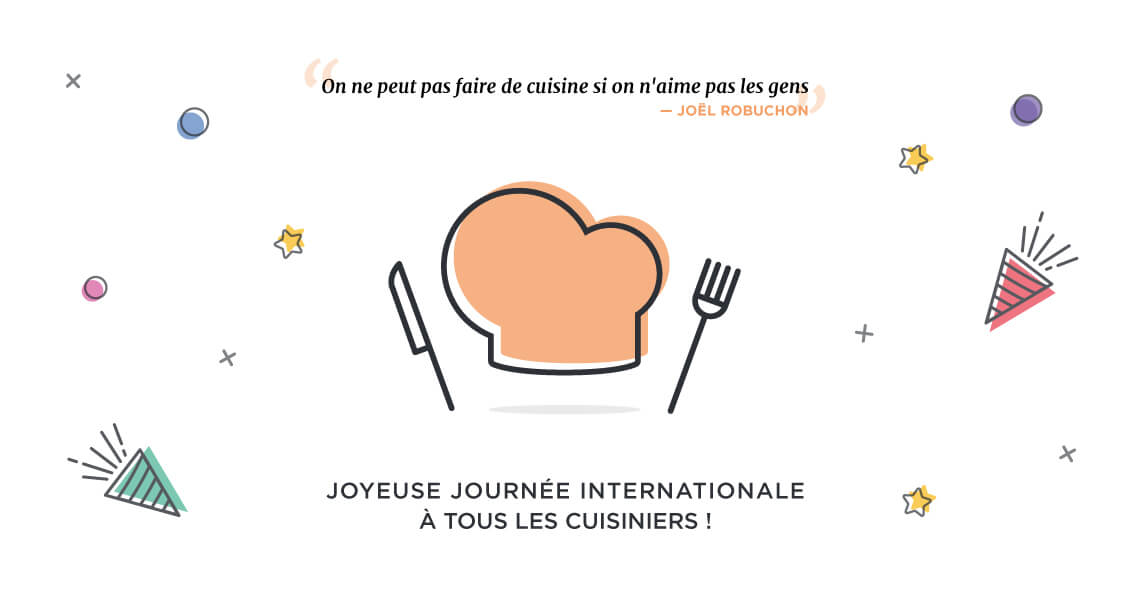 “On ne peut pas faire de cuisine si on n'aime pas les gens”
— JOËL ROBUCHON
JOYEUSE JOURNÉE INTERNATIONALE
À TOUS LES CUISINIERS !